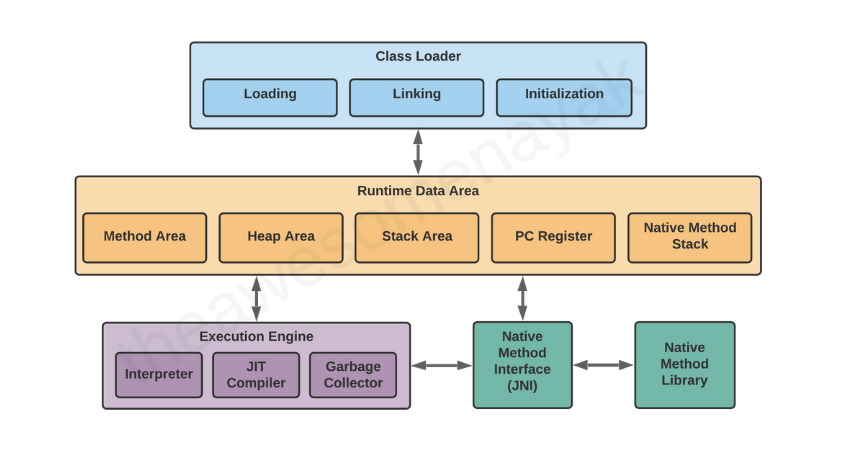 Class Loader
Loading
Linking
Initialization
Runtime Data Area
Method Area
Heap Area
Stack Area
PC Register
Native Method
Stack
Execution Engine
Interpreter
JIT
Compiler
Garbage
Collector
Native
Method
Interface
(JNI)
Native
Method
Library
theawesomenayak